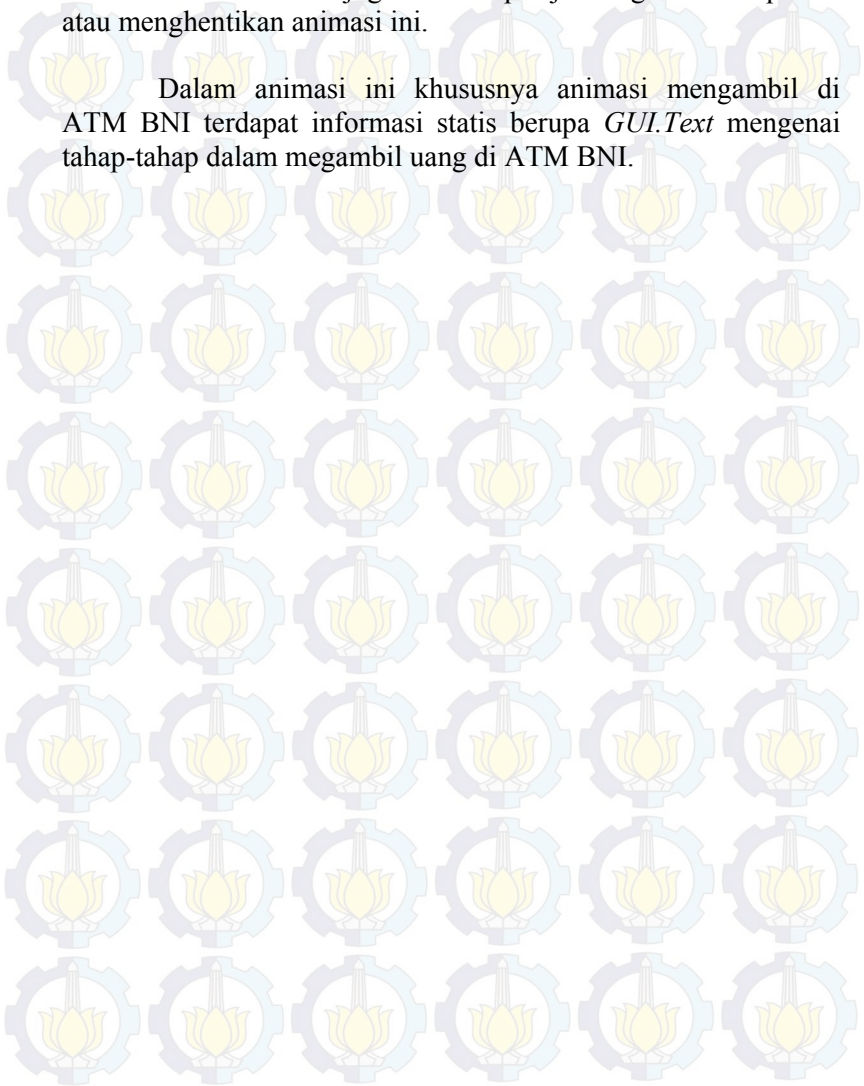 atau menghentikan animasi ini.
Dalam animasi ini khususnya animasi mengambil di
ATM BNI terdapat informasi statis berupa GUI.Text mengenai
tahap-tahap dalam megambil uang di ATM BNI.